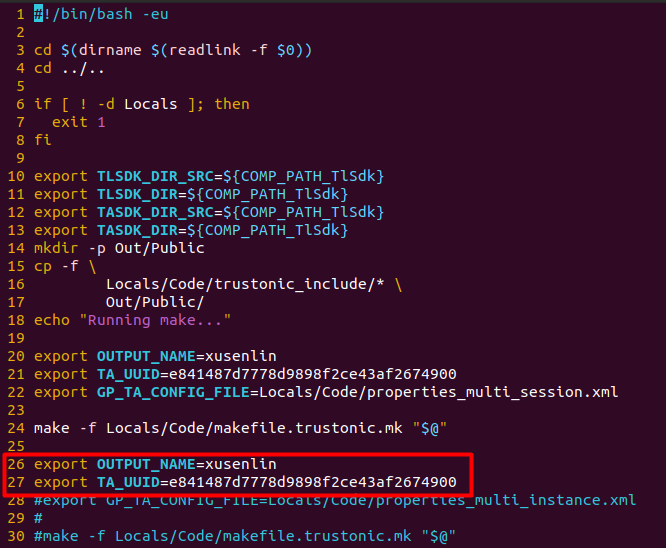 1 #!/bin/bash -eu
2
3 cd $(dirname $(readlink -f $0))
4 cd ../..
5
6 if [ ! -d Locals ]; then
7   exit 1
8 fi
9
10 export TLSDK_DIR_SRC=${COMP_PATH_TlSdk}
11 export TLSDK_DIR=${COMP_PATH_TlSdk}
12 export TASDK_DIR_SRC=${COMP_PATH_TlSdk}
13 export TASDK_DIR=${COMP_PATH_TlSdk}
14 mkdir -p Out/Public
15 cp -f \
16         Locals/Code/trustonic_include/* \
17         Out/Public/
18 echo "Running make..."
19
20 export OUTPUT_NAME=xusenlin
21 export TA_UUID=e841487d7778d9898f2ce43af2674900
22 export GP_TA_CONFIG_FILE=Locals/Code/properties_multi_session.xml
23
24 make -f Locals/Code/makefile.trustonic.mk "$@"
25
26 export OUTPUT_NAME=xusenlin
27 export TA_UUID=e841487d7778d9898f2ce43af2674900
28 #export GP_TA_CONFIG_FILE=Locals/Code/properties_multi_instance.xml
29 #
30 #make -f Locals/Code/makefile.trustonic.mk "$@"